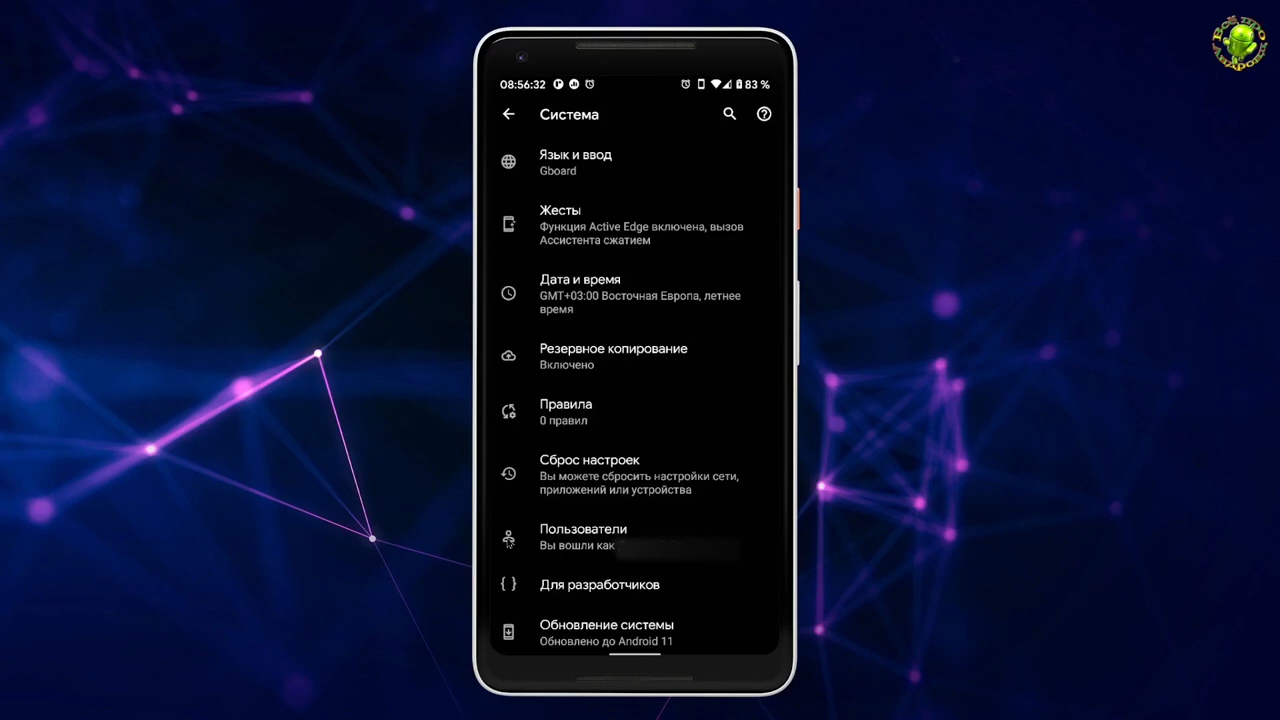 ВСЁ ПРО
08:56:32
83 %
Система
Язык и ввод
Gboard
Жесты
Функция Active Edge включена, вызов
Ассистента сжатием
Дата и время
GMT+03:00 Восточная Европа, летнее
время
Резервное копирование
Включено
Правила
0 правил
Сброс настроек
Вы можете сбросить настройки сети,
приложений или устройства
Пользователи
Вы вошли как
Для разработчиков
Обновление системы
Обновлено до Android 11